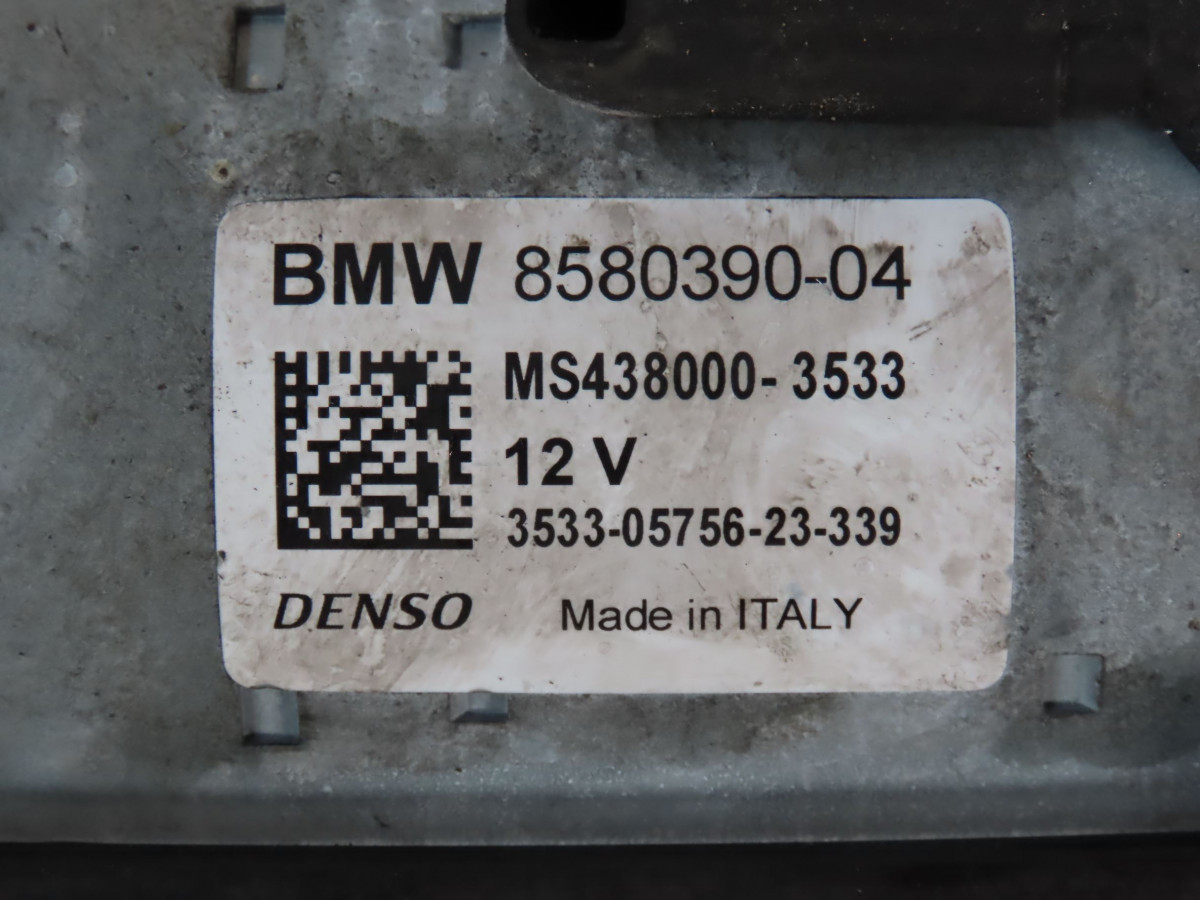 BMW 8580390-04
MS438000-3533
12 V
3533-05756-23-339
DENSO Made in ITALY